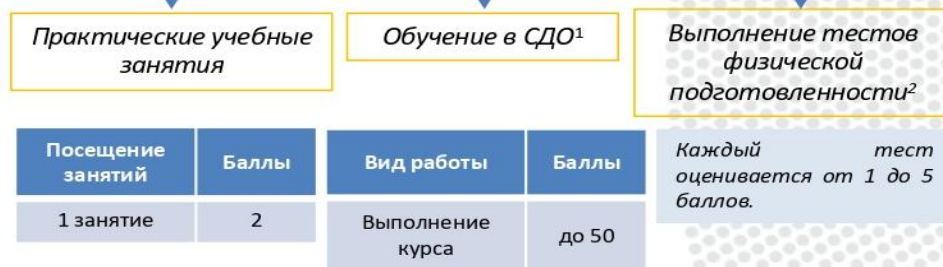 Практические учебные
занятия
Обучение в СДО¹
Выполнение тестов
физической
подготовленности²
Посещение
занятий
Баллы
1 занятие
2
Вид работы
Баллы
Выполнение
курса
до 50
Каждый тест
оценивается от 1 до 5
баллов.